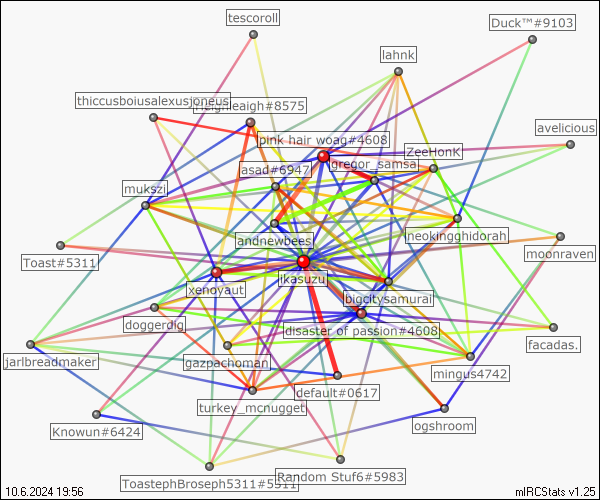 tescoroll
Duck™#9103
lahnk
thiccusboiusalexusjoneus
#8575
avelicious
pink hair woag#4608
ZeeHonK
gregor_samsa
asad#6947
mukszi
neokingghidorah
andnewbees
Toast#5311
moonraven
ikasuzu
xenoyaut
bigcitysamurai
doggerdig
disaster of passion#4608
facadas.
jarlbreadmaker
gazpachoman
mingus4742
default#0617
turkey_mcnugget
Knowun#6424
ogshroom
ToastephBroseph5311#5311
Random Stuf6#5983
10.6.2024 19:56
mIRCStats v1.25